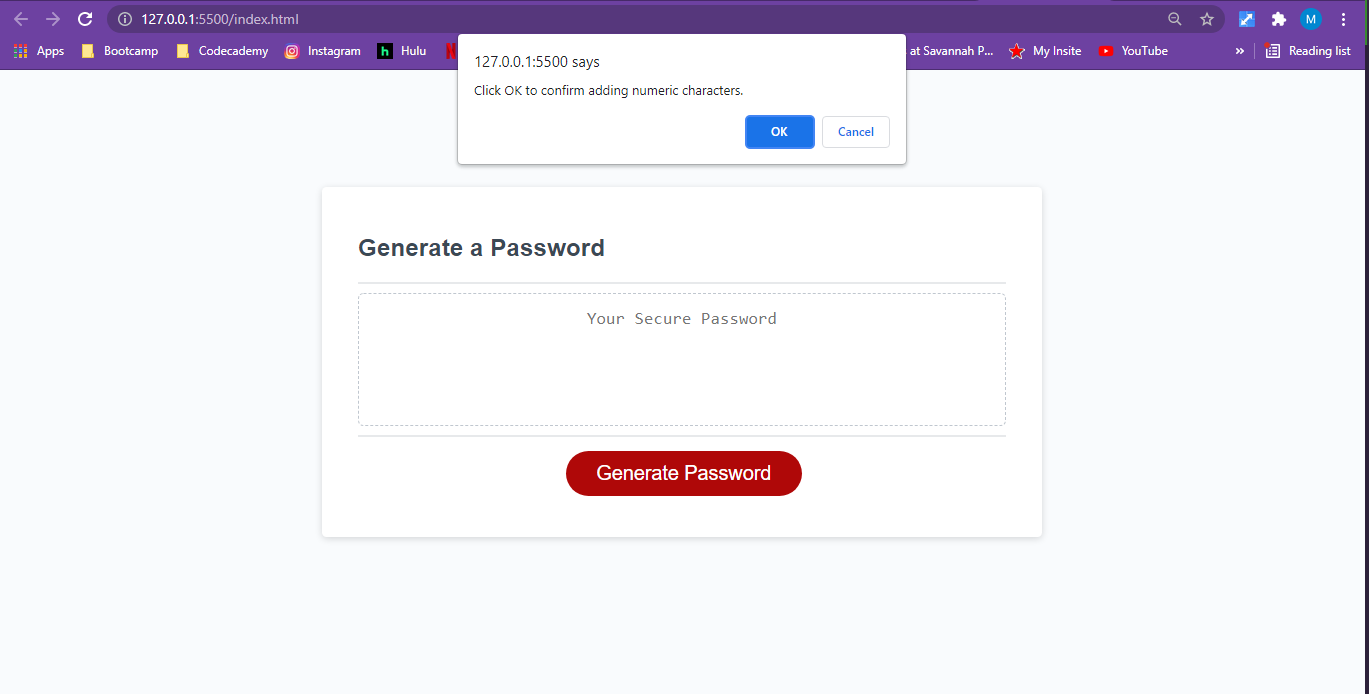 127.0.0.1:5500/index.html
M
Apps Bootcamp Codecademy Instagram h Hulu at Savannah P... My Insite YouTube » Reading list
127.0.0.1:5500 says
Click OK to confirm adding numeric characters.
OK Cancel
Generate a Password
Your Secure Password
Generate Password